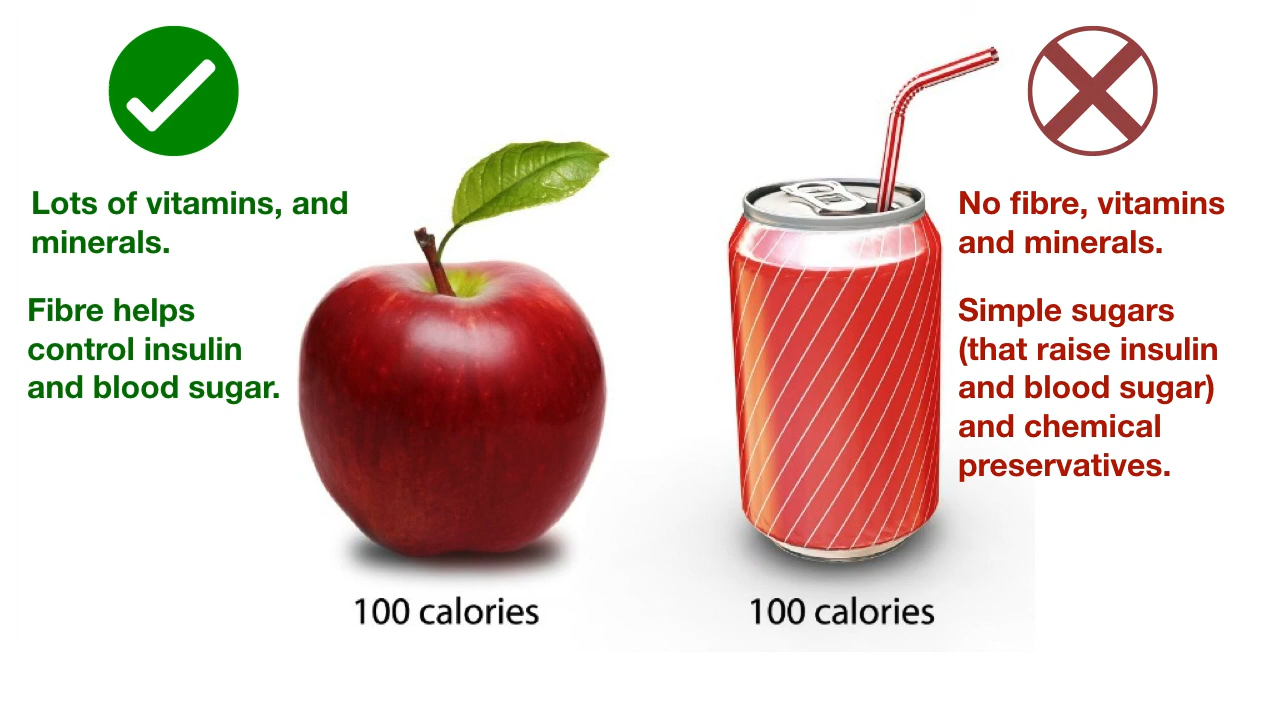 Lots of vitamins, and
minerals.
Fibre helps
control insulin
and blood sugar.
100 calories
No fibre, vitamins
and minerals.
Simple sugars
(that raise insulin
and blood sugar)
and chemical
preservatives.
100 calories